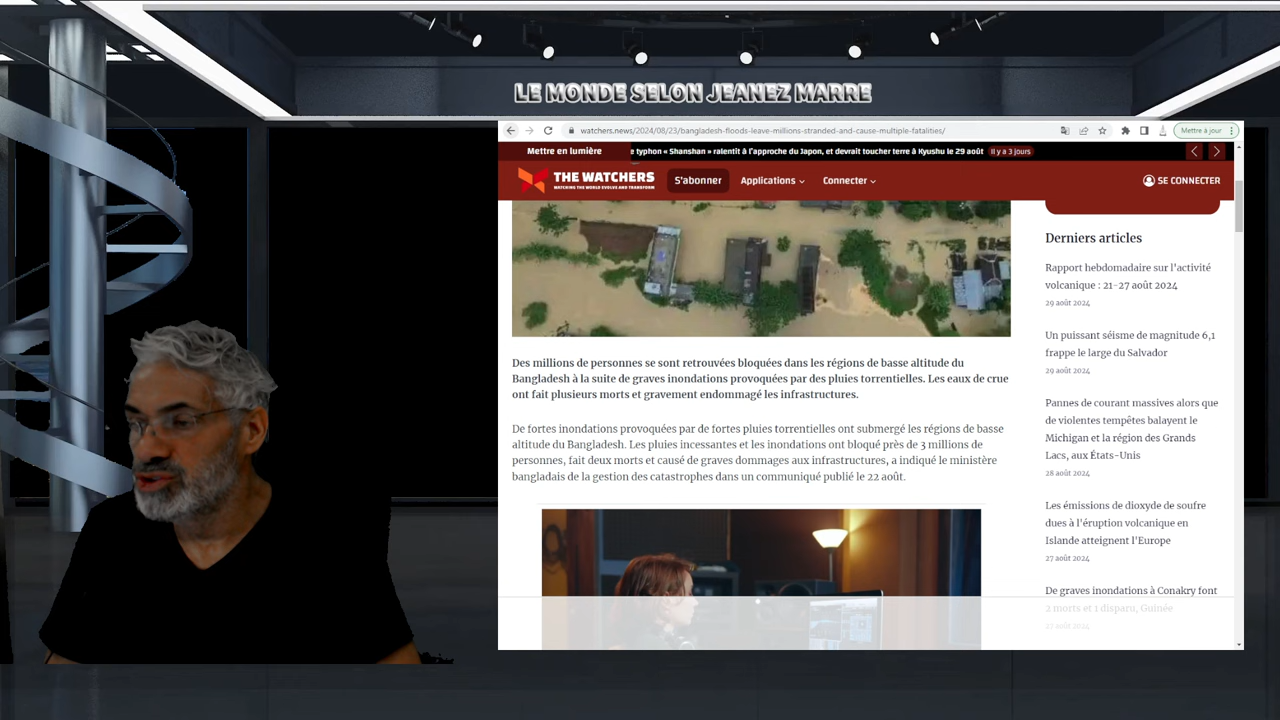 LE MONDE SELON JEANEZ MARRE
watchers.news/2024/08/23/bangladesh-floods-leave-millions-stranded-and-cause-multiple-fatalities/
Mettre à jour
Mettre en lumière
e typhon « Shanshan » ralentit à l'approche du Japon, et devrait toucher terre à Kyushu le 29 août
Il y a 3 jours
THE WATCHERS
WATCHING THE WORLD EVOLVE AND TRANSFORM
S'abonner
Applications
Connecter
SE CONNECTER
Des millions de personnes se sont retrouvées bloquées dans les régions de basse altitude du
Bangladesh à la suite de graves inondations provoquées par des pluies torrentielles. Les eaux de crue
ont fait plusieurs morts et gravement endommagé les infrastructures.
De fortes inondations provoquées par de fortes pluies torrentielles ont submergé les régions de basse
altitude du Bangladesh. Les pluies incessantes et les inondations ont bloqué près de 3 millions de
personnes, fait deux morts et causé de graves dommages aux infrastructures, a indiqué le ministère
bangladais de la gestion des catastrophes dans un communiqué publié le 22 août.
Derniers articles
Rapport hebdomadaire sur l'activité
volcanique : 21-27 août 2024
29 août 2024
Un puissant séisme de magnitude 6,1
frappe le large du Salvador
29 août 2024
Pannes de courant massives alors que
de violentes tempêtes balayent le
Michigan et la région des Grands
Lacs, aux États-Unis
28 août 2024
Les émissions de dioxyde de soufre
dues à l'éruption volcanique en
Islande atteignent l'Europe
27 août 2024
De graves inondations à Conakry font
2 morts et 1 disparu, Guinée